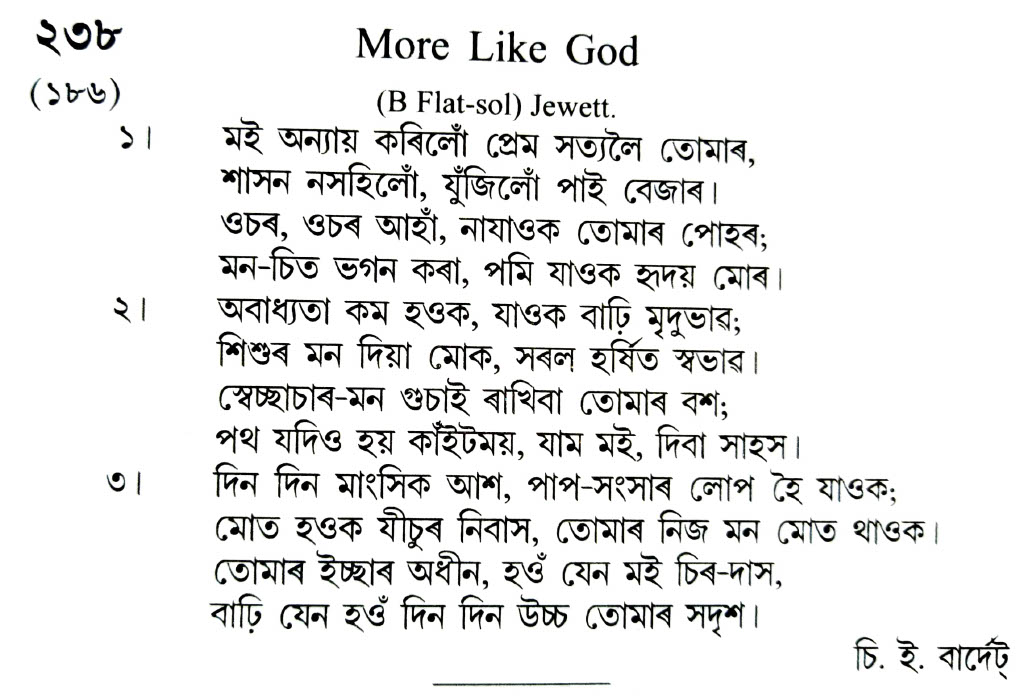 ২৩৮
More Like God
(১৮৬)
(B Flat-sol) Jewett.
১। মই অন্যায় কৰিলোঁ প্ৰেম সত্যলৈ তোমাৰ,
শাসন নসহিলোঁ, যুঁজিলোঁ পাই বেজাৰ।
ওচৰ, ওচৰ আহাঁ, নাযাওক তোমাৰ পোহৰ;
মন-চিত ভগন কৰা, পমি যাওক হৃদয় মোৰ।
২। অবাধ্যতা কম হওক, যাওক বাঢ়ি মৃদুভাৱ;
শিশুৰ মন দিয়া মোক, সৰল হৰ্ষিত স্বভাৱ।
স্বেচ্ছাচাৰ-মন গুচাই ৰাখিবা তোমাৰ বশ;
পথ যদিও হয় কাঁইটময়, যাম মই, দিবা সাহস।
৩। দিন দিন মাংসিক আশ, পাপ-সংসাৰ লোপ হৈ যাওক;
মোত হওক যীচুৰ নিবাস, তোমাৰ নিজ মন মোত থাওক।
তোমাৰ ইচ্ছাৰ অধীন, হওঁ যেন মই চিৰ-দাস,
বাঢ়ি যেন হওঁ দিন দিন উচ্চ তোমাৰ সদৃশ।
চি. ই. বাৰ্দেট্